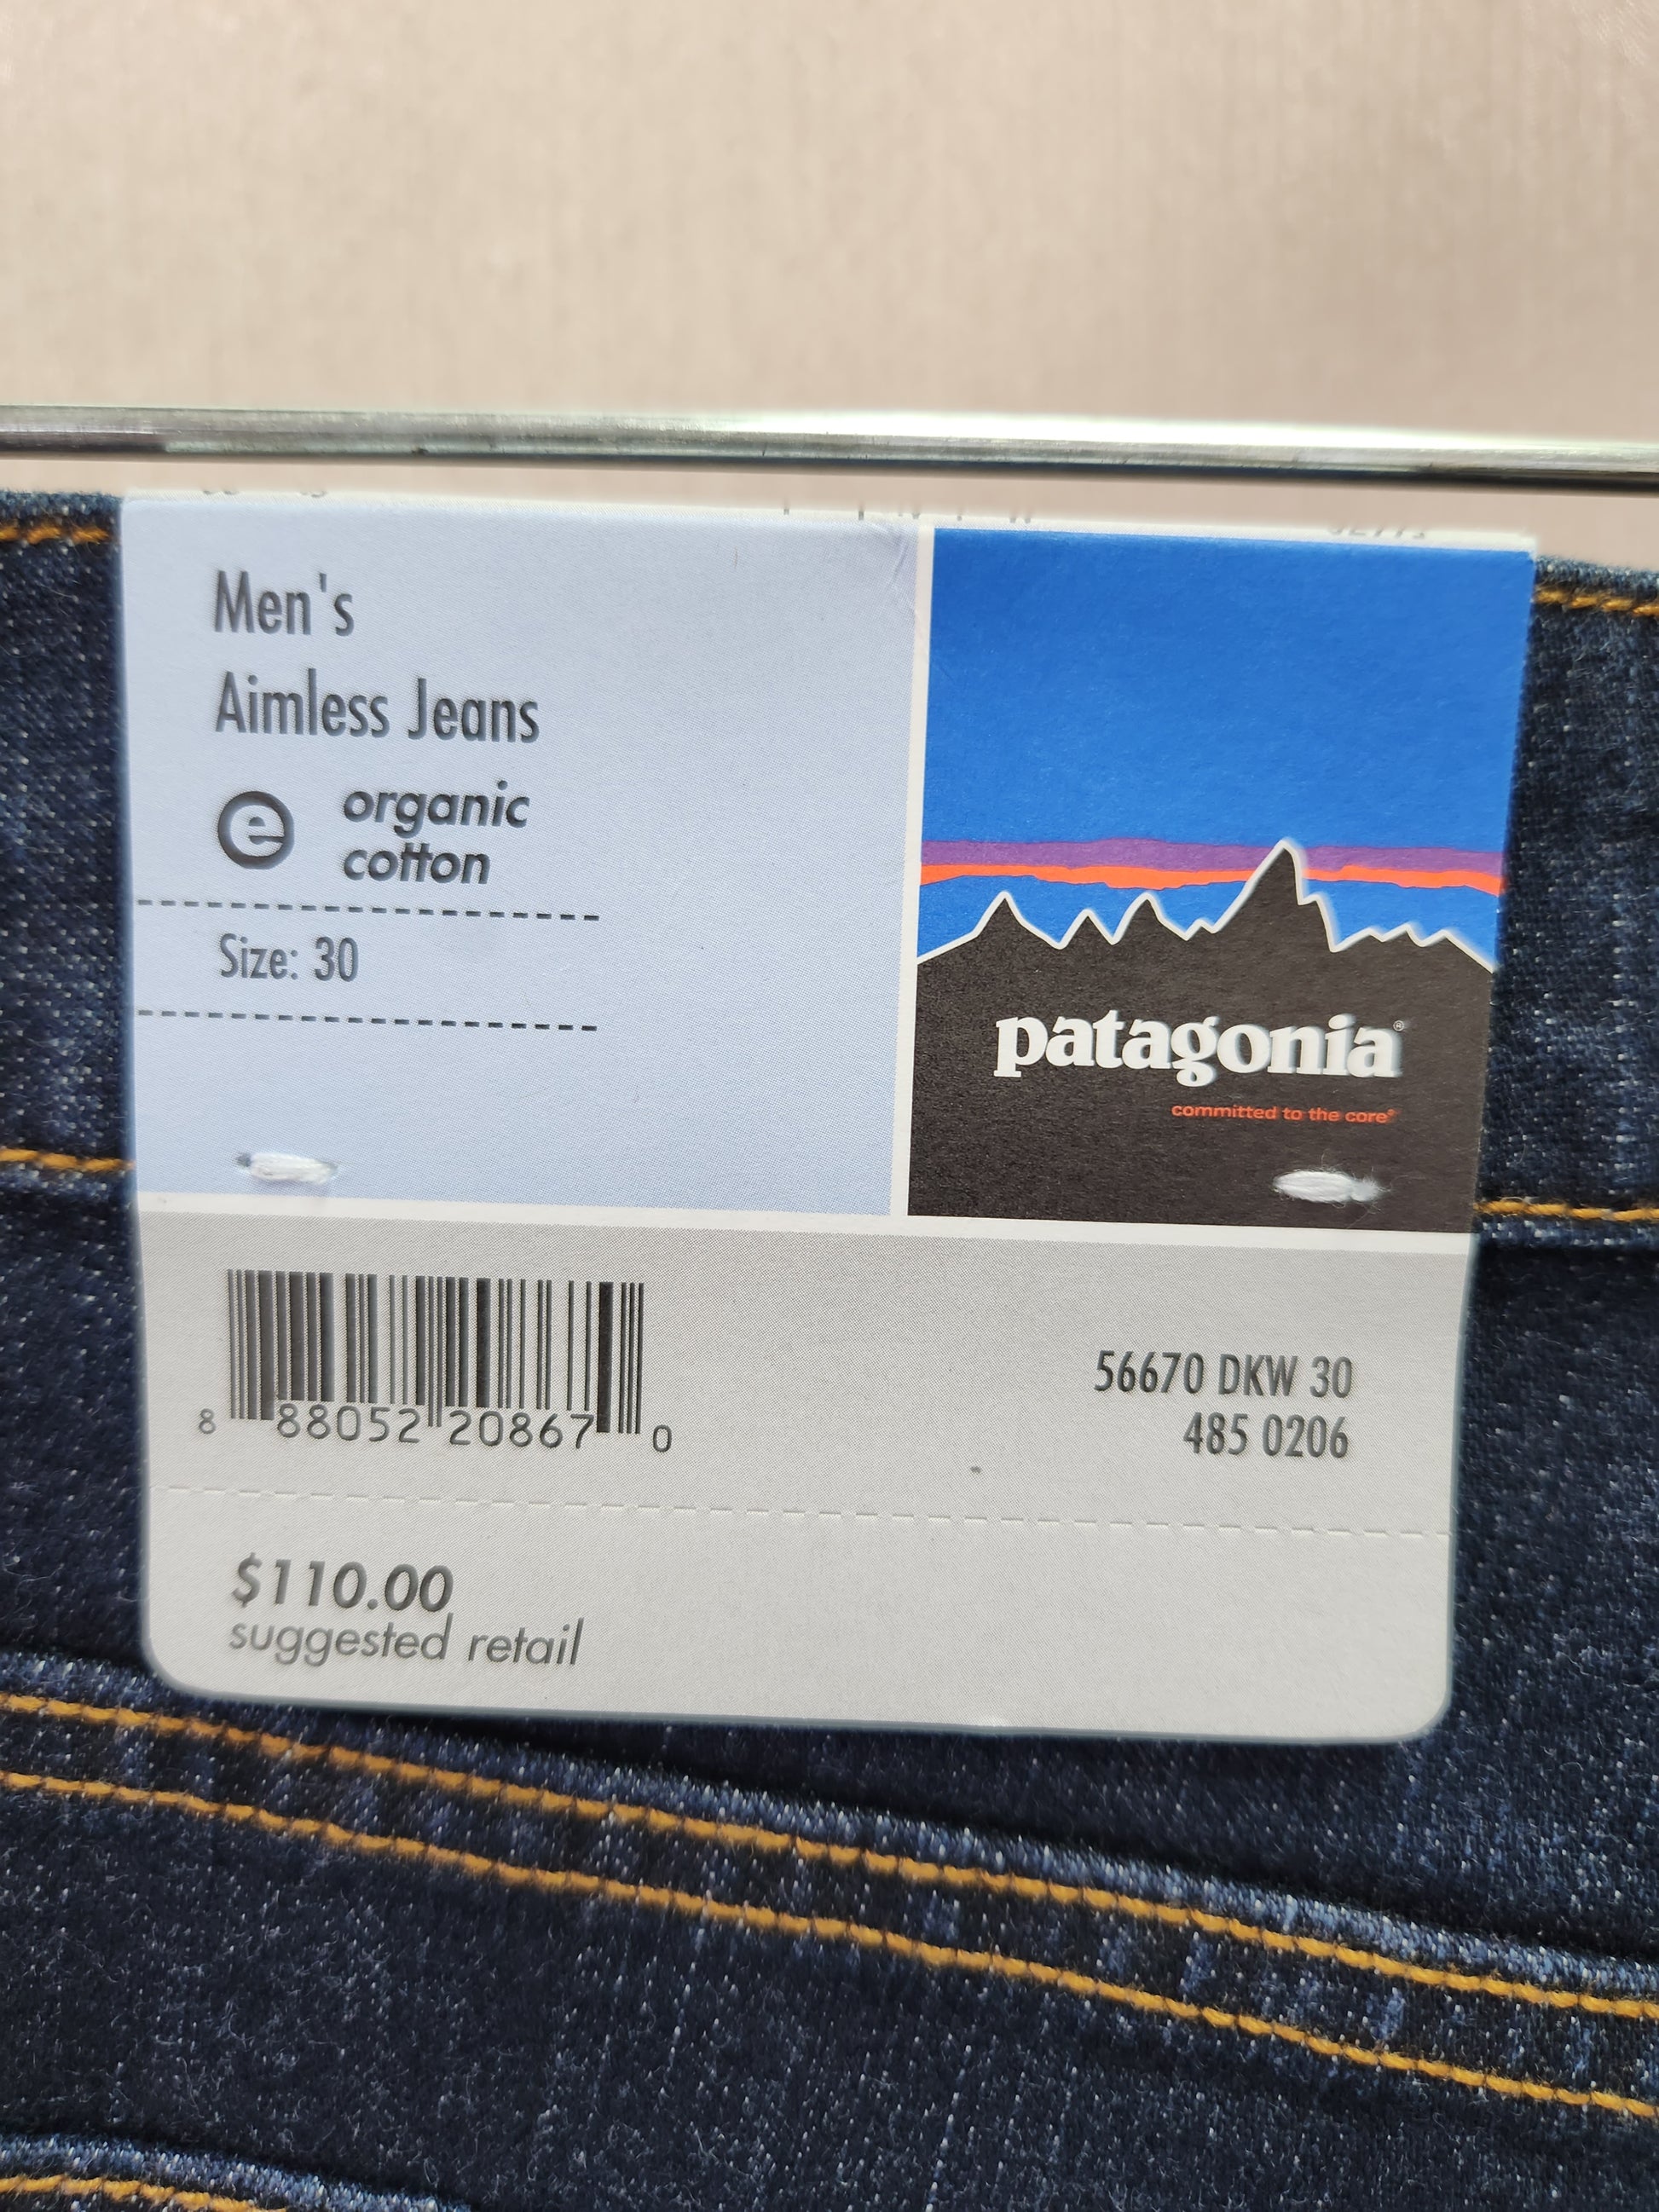 Men's
Aimless Jeans
e organic
cotton
Size: 30
patagonia®
committed to the core®
8 88052 20867 0
56670 DKW 30
485 0206
$110.00
suggested retail